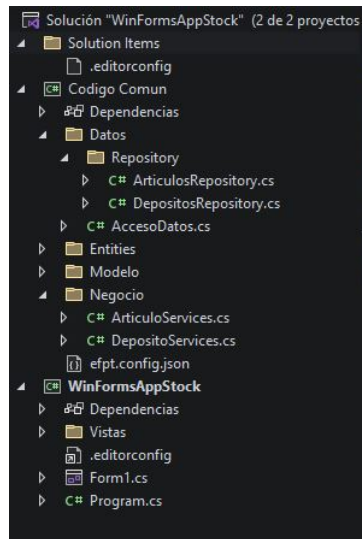 Solución "WinFormsAppStock" (2 de 2 proyectos
Solution Items
.editorconfig
C# Codigo Comun
Dependencias
Datos
Repository
C# ArticulosRepository.cs
C# DepositosRepository.cs
C# AccesoDatos.cs
Entities
Modelo
Negocio
C# ArticuloServices.cs
C# DepositoServices.cs
efpt.config.json
C# WinFormsAppStock
Dependencias
Vistas
.editorconfig
Form1.cs
C# Program.cs